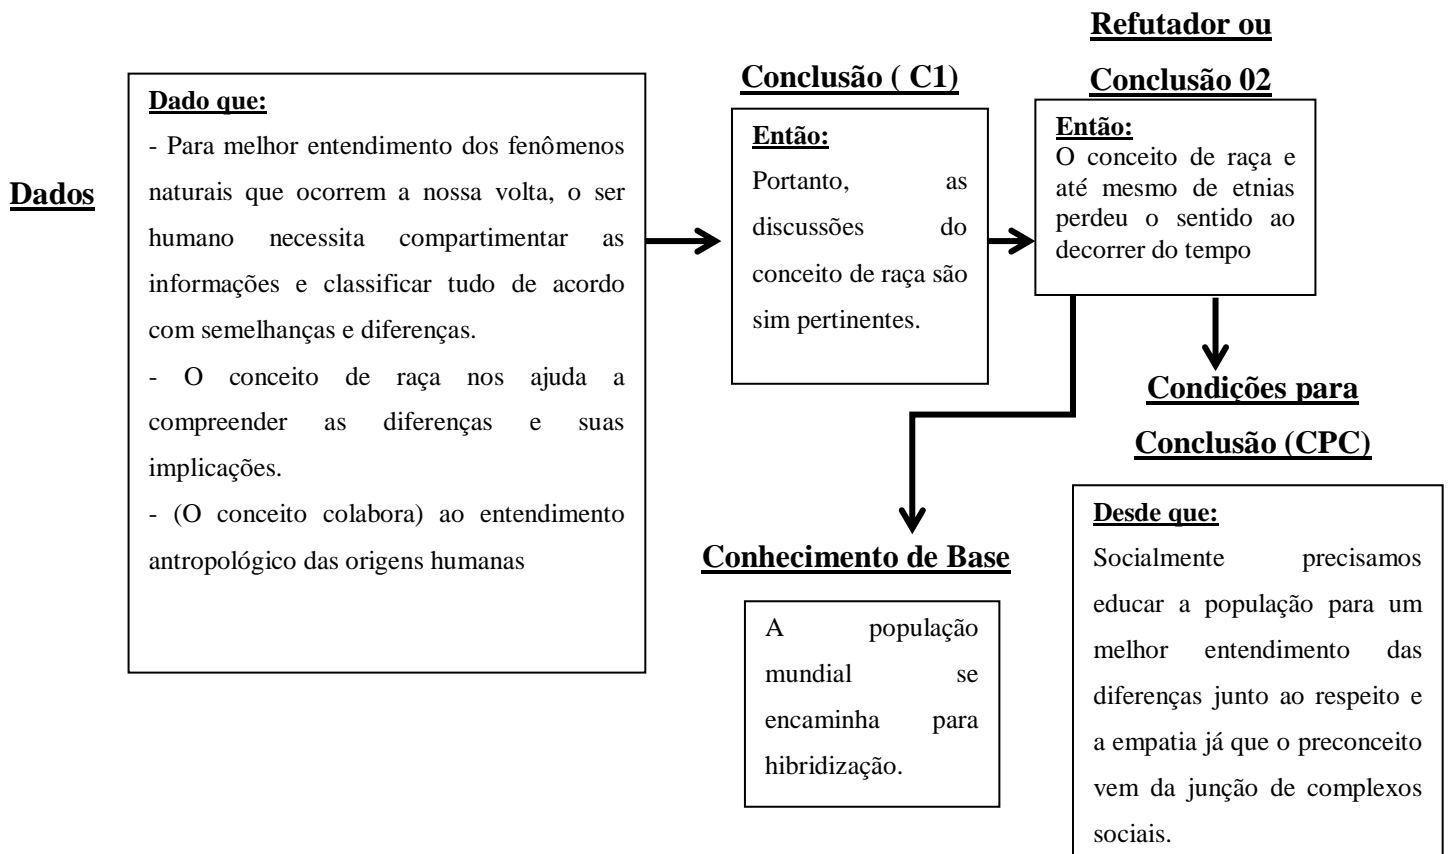 Dados
Dado que:
- Para melhor entendimento dos fenômenos
naturais que ocorrem a nossa volta, o ser
humano necessita compartimentar as
informações e classificar tudo de acordo
com semelhanças e diferenças.
- O conceito de raça nos ajuda a
compreender as diferenças e suas
implicações.
- (O conceito colabora) ao entendimento
antropológico das origens humanas
Conclusão ( C1)
Então:
Portanto, as
discussões do
conceito de raça são
sim pertinentes.
Refutador ou
Conclusão 02
Então:
O conceito de raça e
até mesmo de etnias
perdeu o sentido ao
decorrer do tempo
Conhecimento de Base
A população
mundial se
encaminha para
hibridização.
Condições para
Conclusão (CPC)
Desde que:
Socialmente precisamos
educar a população para um
melhor entendimento das
diferenças junto ao respeito e
a empatia já que o preconceito
vem da junção de complexos
sociais.